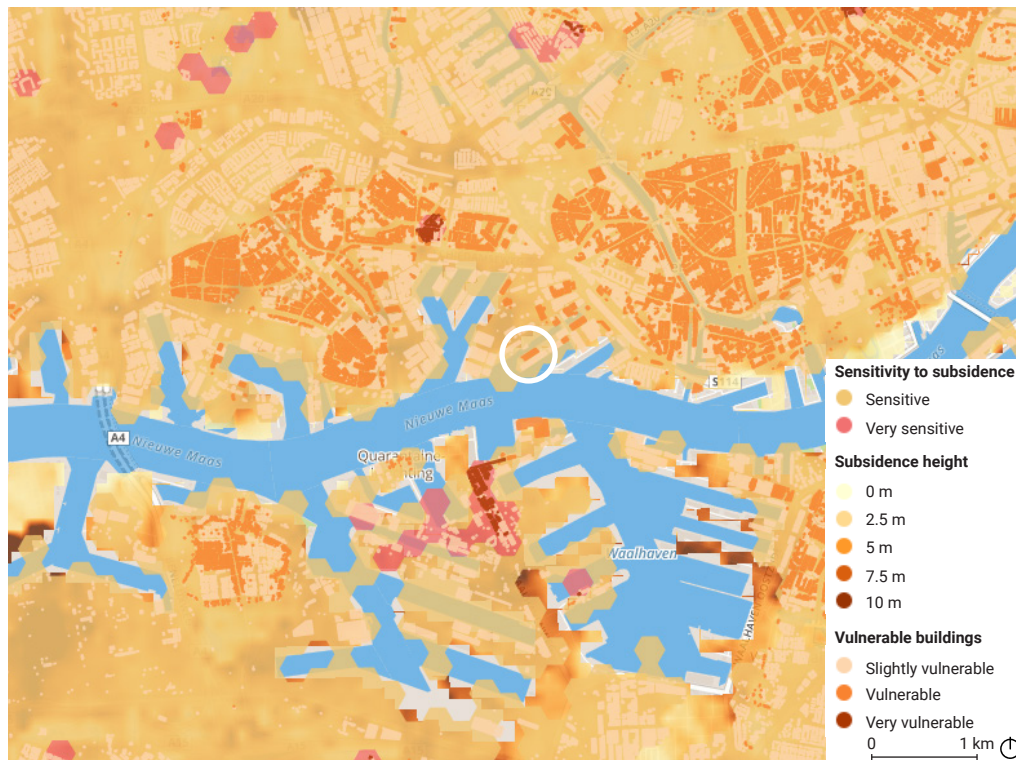 A20
Nieuwe Maas
S114
A4
Nieuwe Maas
Waalhaven
Sensitivity to subsidence
Sensitive
Very sensitive
Subsidence height
0 m
2.5 m
5 m
7.5 m
10 m
Vulnerable buildings
Slightly vulnerable
Vulnerable
Very vulnerable
0 1 km